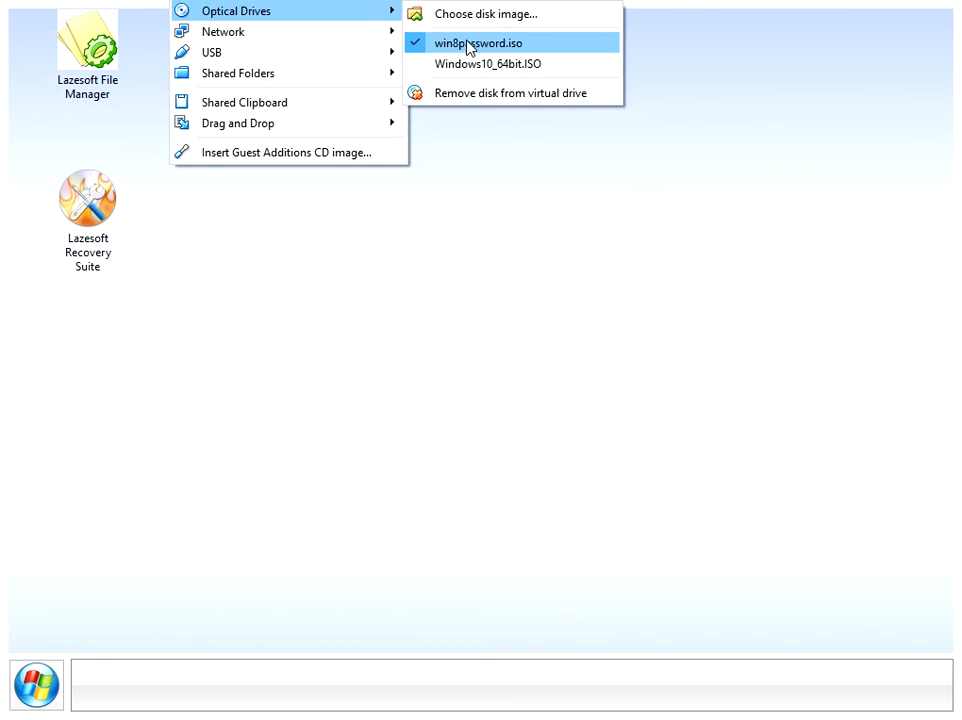 Optical Drives
Network
USB
Shared Folders
Shared Clipboard
Drag and Drop
Insert Guest Additions CD image...
Choose disk image...
win8password.iso
Windows10_64bit.ISO
Remove disk from virtual drive
Lazesoft File
Manager
Lazesoft
Recovery
Suite